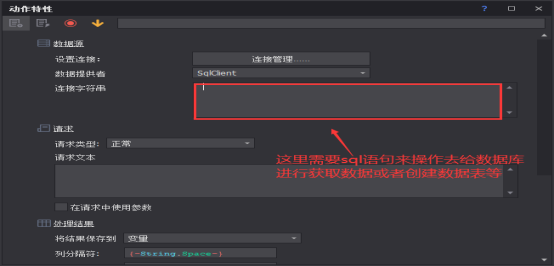 动作特性
数据源
设置连接：
连接管理......
数据提供者
SqlClient
连接字符串
请求
请求类型：
正常
请求文本
这里需要sql语句来操作去给数据库
进行获取数据或者创建数据表等
在请求中使用参数
处理结果
将结果保存到
变量
列分隔符：
{-String.Space-}